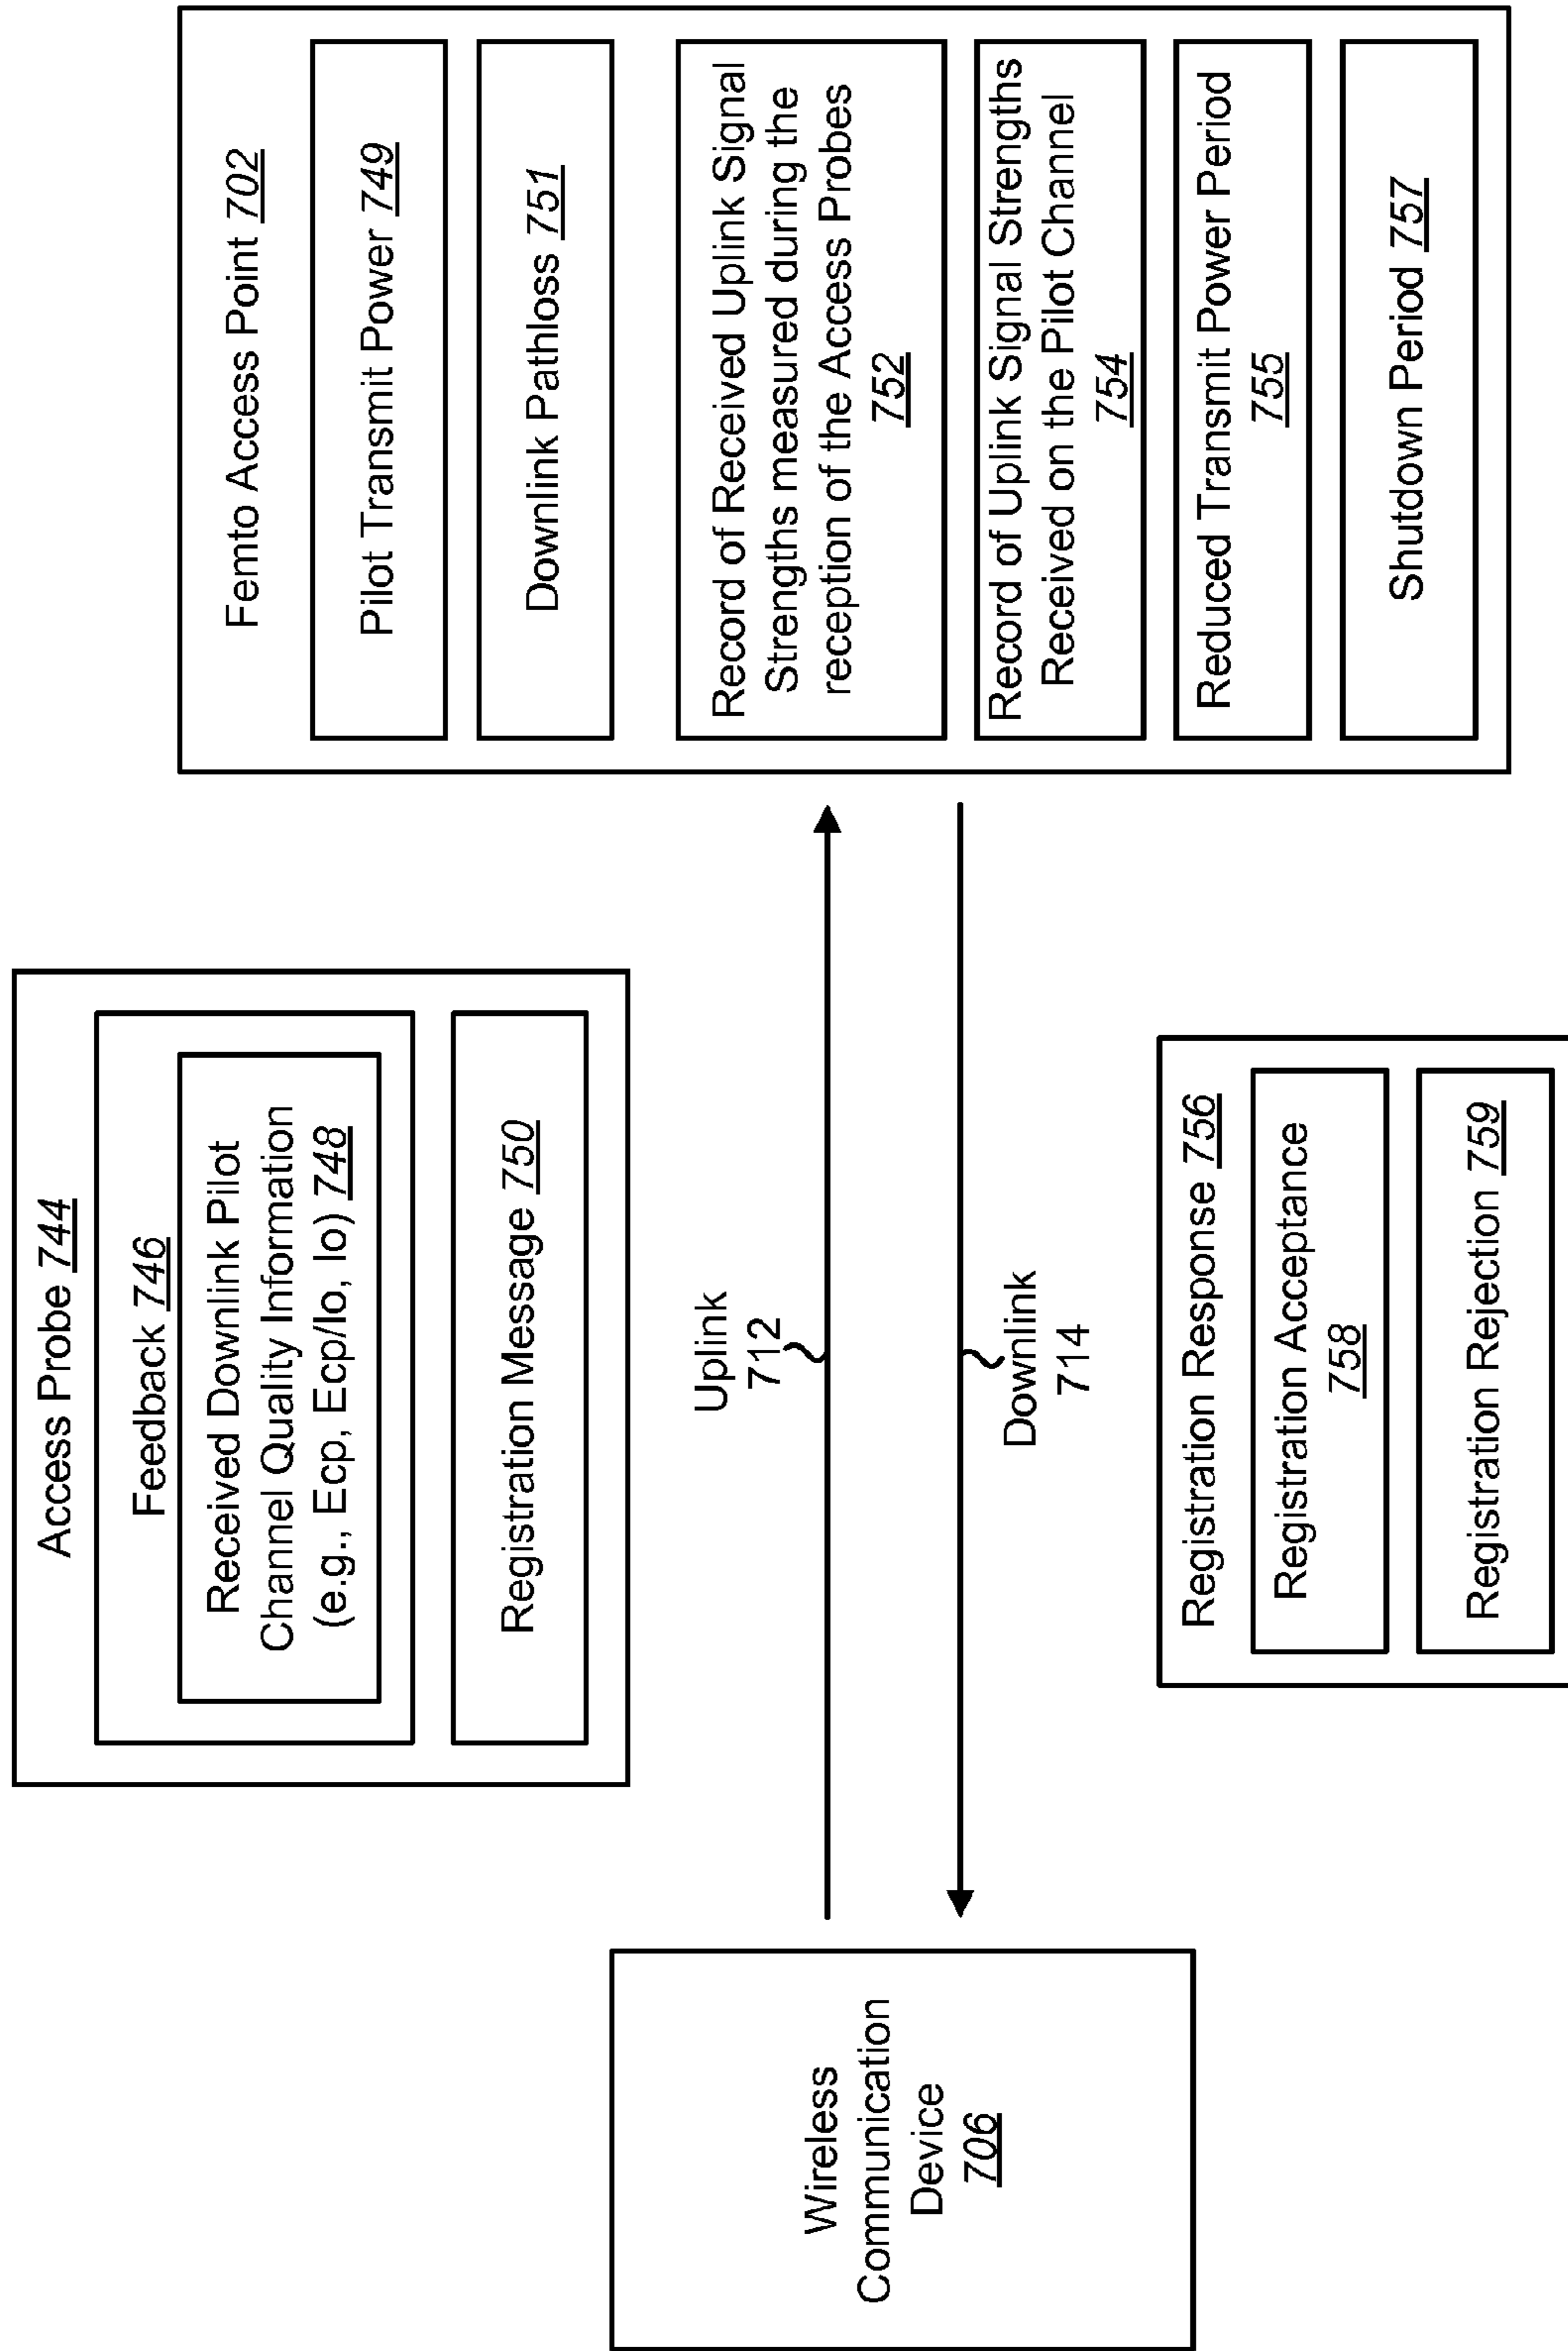 Access Probe 744
Feedback 746
Received Downlink Pilot
Channel Quality Information
(e.g., Ecp, Ecp/Io, Io) 748
Registration Message 750
Wireless
Communication
Device
706
Uplink
712
Downlink
714
Registration Response 756
Registration Acceptance
758
Registration Rejection 759
Femto Access Point 702
Pilot Transmit Power 749
Downlink Pathloss 751
Record of Received Uplink Signal
Strengths measured during the
reception of the Access Probes
752
Record of Uplink Signal Strengths
Received on the Pilot Channel
754
Reduced Transmit Power Period
755
Shutdown Period 757